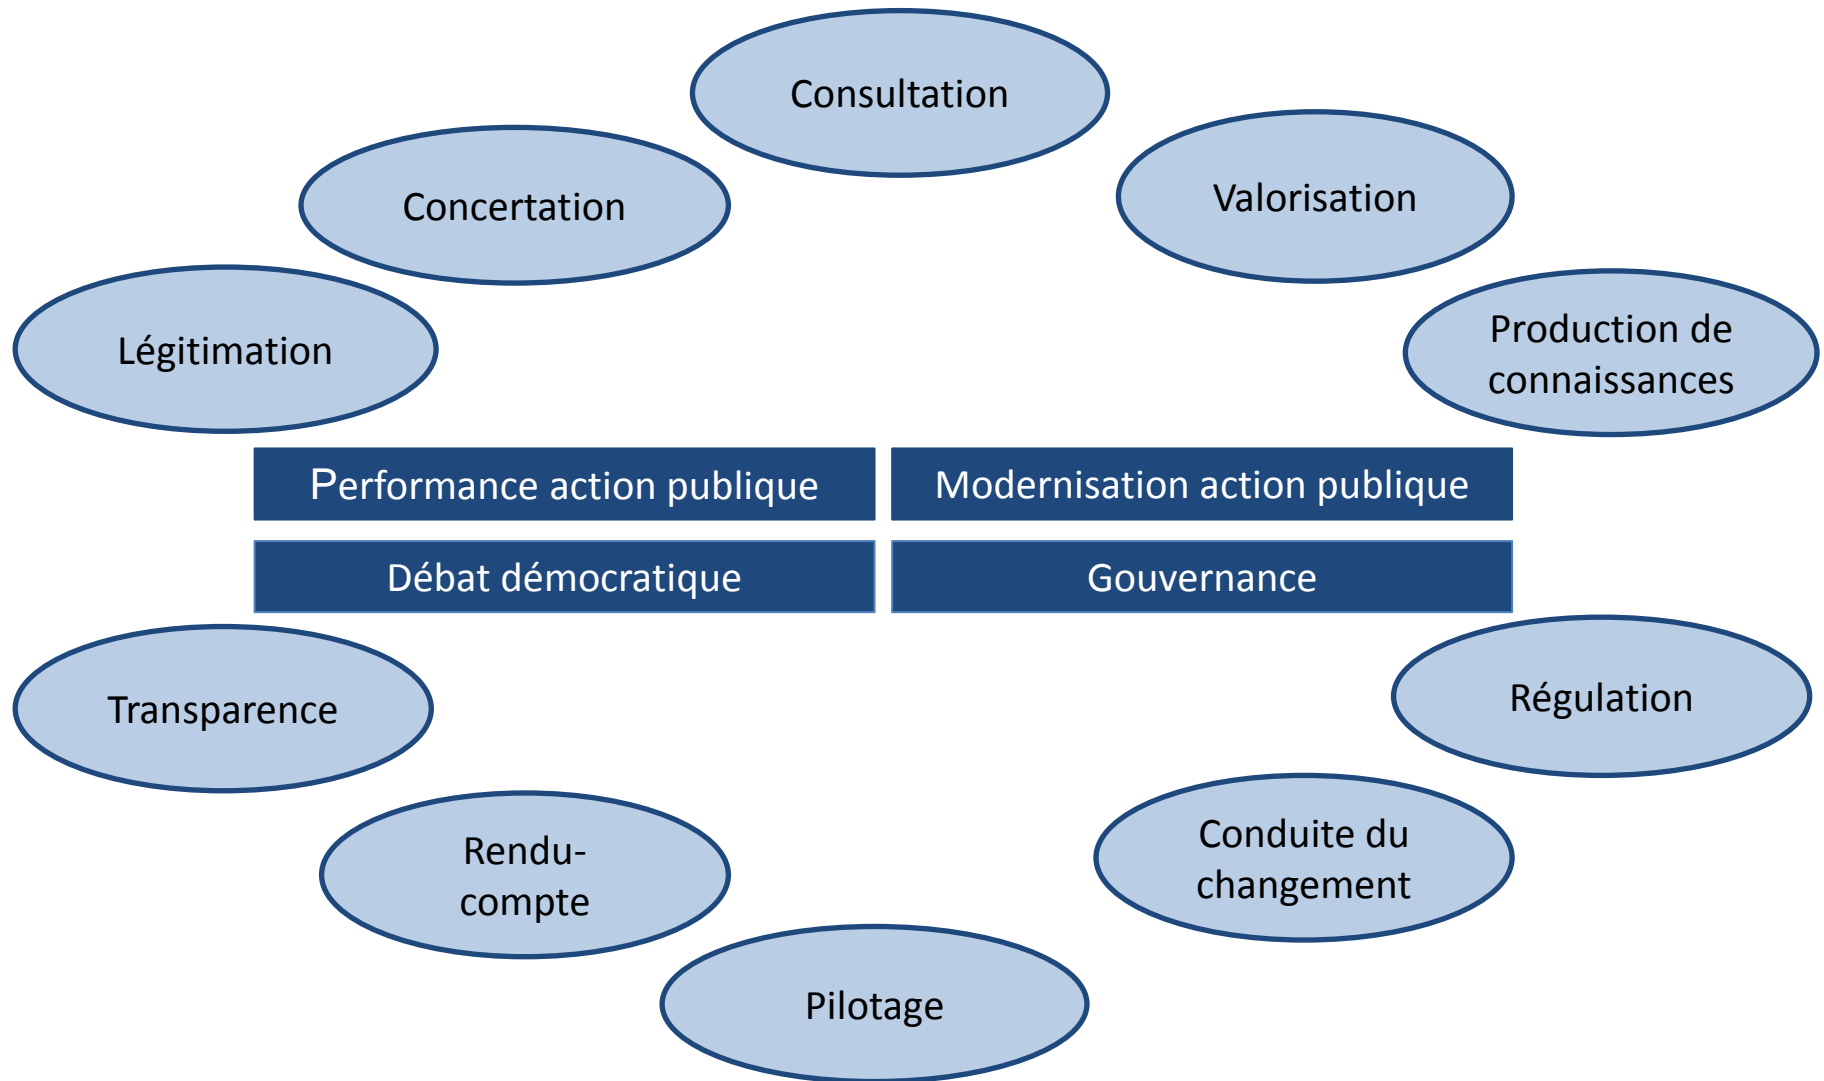 Consultation
Concertation
Valorisation
Légitimation
Production de
connaissances
Performance action publique
Modernisation action publique
Débat démocratique
Gouvernance
Transparence
Régulation
Rendu-
compte
Conduite du
changement
Pilotage